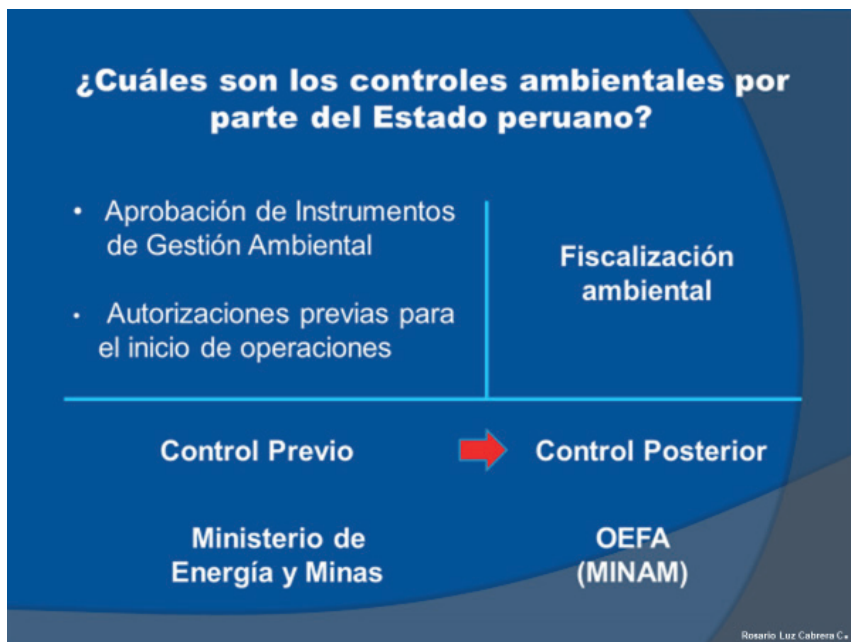 ¿Cuáles son los controles ambientales por
parte del Estado peruano?
• Aprobación de Instrumentos
de Gestión Ambiental
• Autorizaciones previas para
el inicio de operaciones
Fiscalización
ambiental
Control Previo
Control Posterior
Ministerio de
Energía y Minas
OEFA
(MINAM)
Rosario Luz Cabrera C.